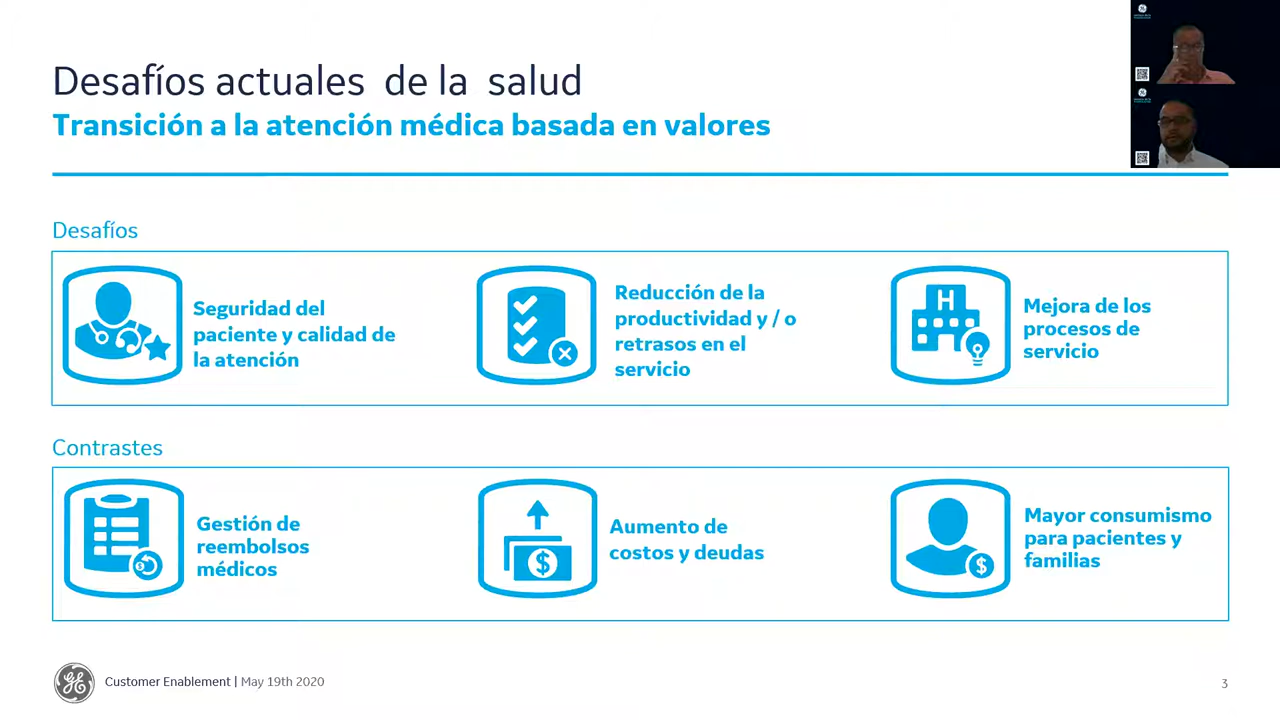 Desafíos actuales de la salud
Transición a la atención médica basada en valores
Desafíos
Seguridad del
paciente y calidad de
la atención
Reducción de la
productividad y / o
retrasos en el
servicio
H
Mejora de los
procesos de
servicio
Contrastes
Gestión de
reembolsos
médicos
$
Aumento de
costos y deudas
$
Mayor consumismo
para pacientes y
familias
$
GE
Customer Enablement | May 19th 2020
3